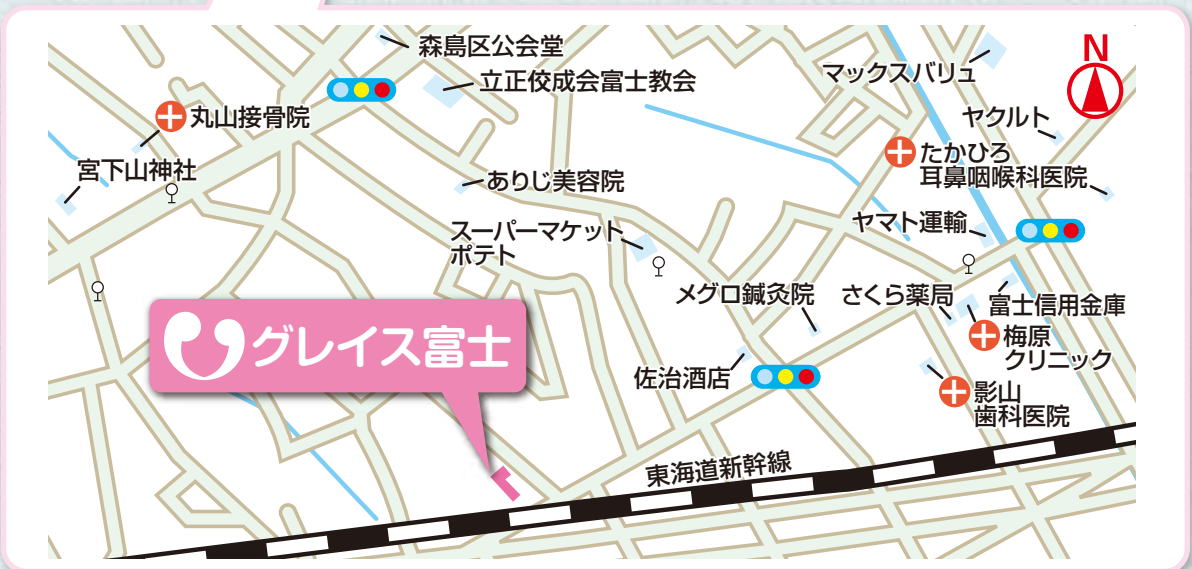 森島区公会堂
立正佼成会富士教会
マックスバリュ
N
丸山接骨院
ヤクルト
たかひろ
耳鼻咽喉科医院
宮下山神社
ありじ美容院
スーパーマケット
ポテト
ヤマト運輸
メグロ鍼灸院
さくら薬局
富士信用金庫
グレイス富士
梅原
クリニック
佐治酒店
影山
歯科医院
東海道新幹線